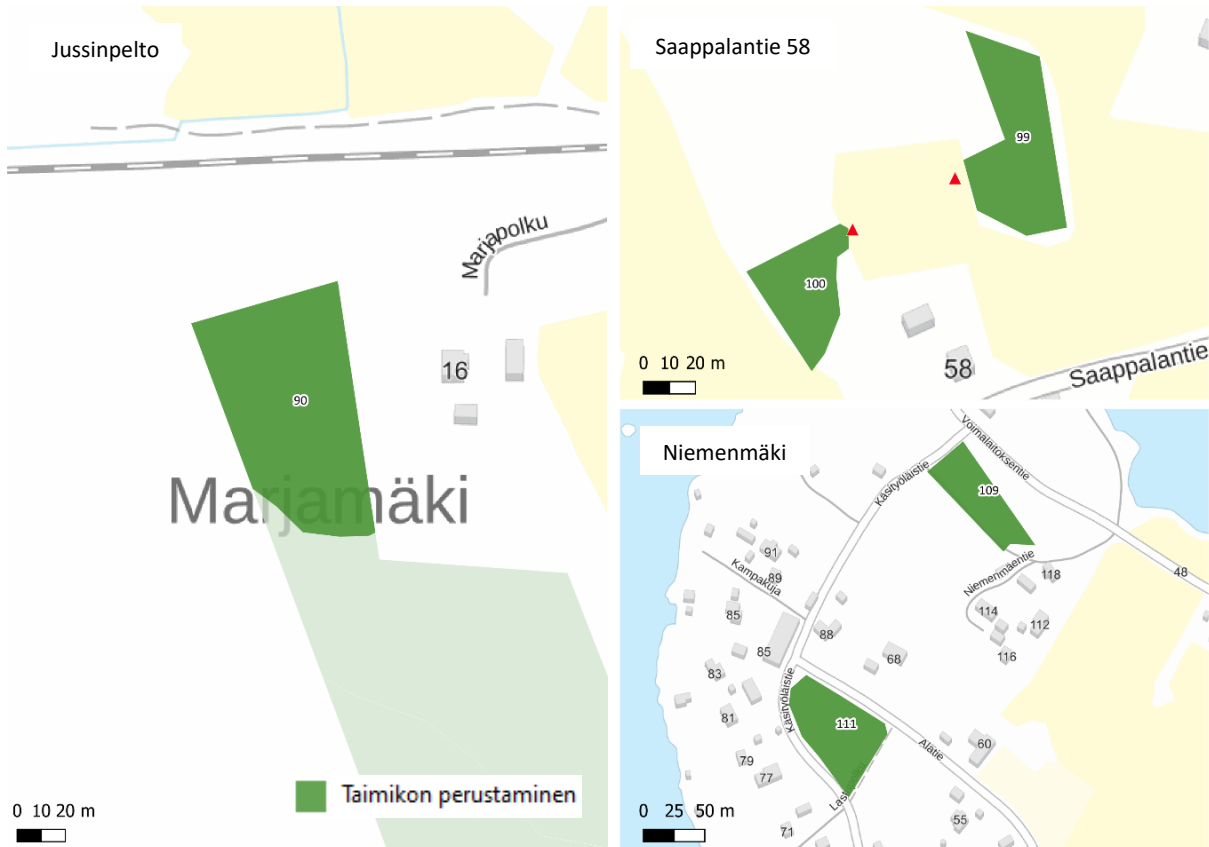 Jussinpelto
Marjapolku
16
90
Marjamäki
Taimikon perustaminen
0 10 20 m
Saappalantie 58
99
100
58
Saappalantie
0 10 20 m
Niemenmäki
Voimalaitoksentie
Käsityöläistie
109
91
89
Kampakuja
Niemenmäentie
118
48
114
112
116
85
88
85
68
83
Käsityöläistie
81
111
Alatie
60
79
77
71
55
0 25 50 m